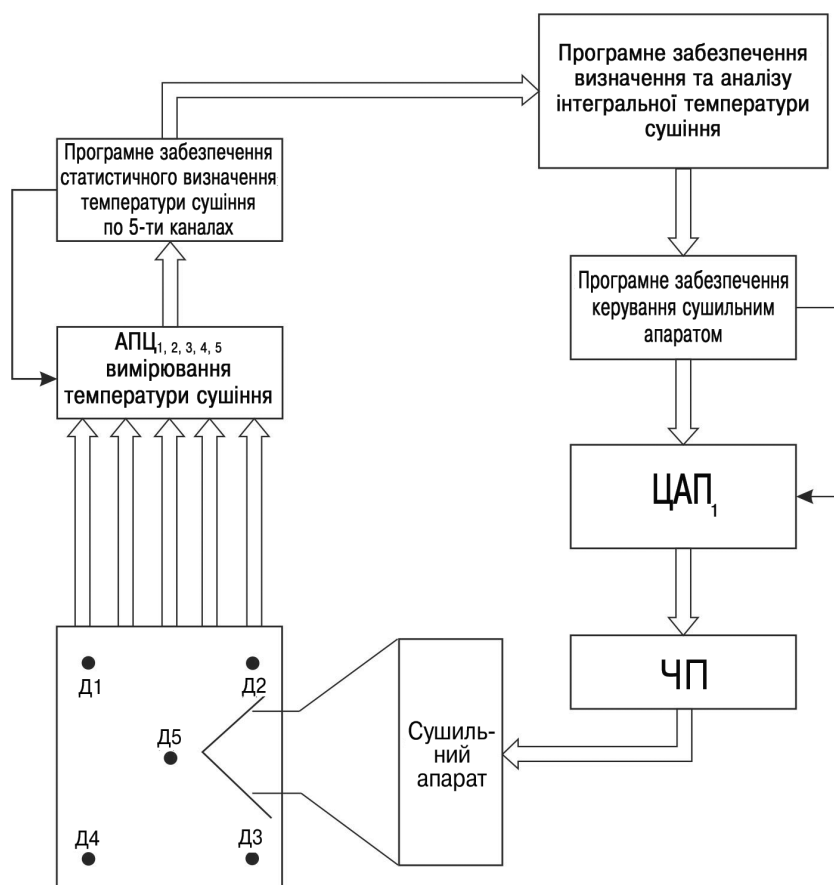 Програмне забезпечення
визначення та аналізу
інтегральної температури
сушіння
Програмне забезпечення
статистичного визначення
температури сушіння
по 5-ти каналах
Програмне забезпечення
керування сушильним
апаратом
АПЦ1, 2, 3, 4, 5
вимірювання
температури сушіння
ЦАП1
ЧП
Д1
Д2
Д5
Д4
Д3
Сушиль-
ний
апарат